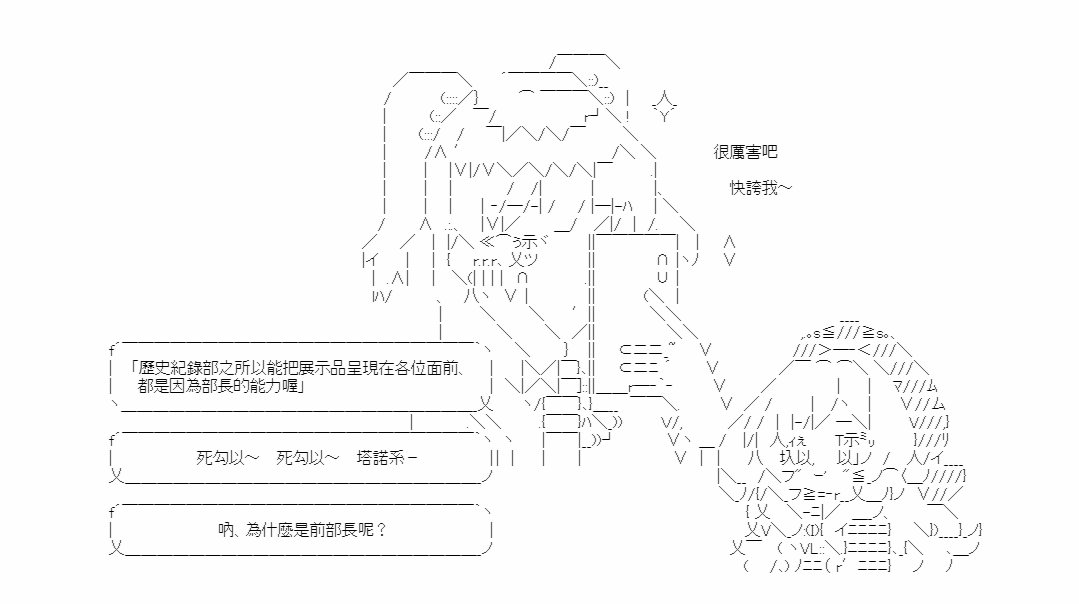 很厲害吧
快誇我～
「歷史紀錄部之所以能把展示品呈現在各位面前、
都是因為部長的能力喔」
死勾以～ 死勾以～ 塔諾系－
吶、為什麼是前部長呢？